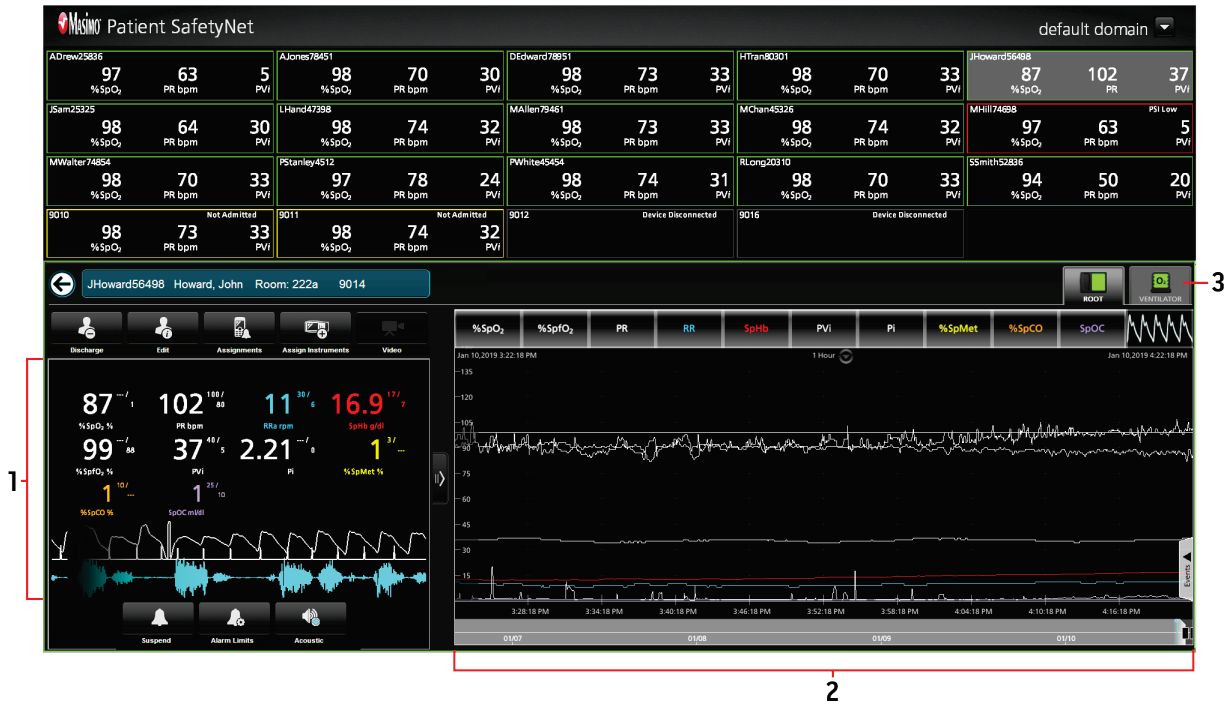 Masimo Patient SafetyNet default domain
ADrew25836 AJones78451 DEdward78951 HTran80301 JHoward56498
97 63 5 98 70 30 98 73 33 98 70 33 87 102 37
%SpO₂ PR bpm PVi %SpO₂ PR bpm PVi %SpO₂ PR bpm PVi %SpO₂ PR bpm PVi %SpO₂ PR PVi
JSam25325 LHand47398 MAllen79461 MChan45326 MHill74698 PSI Low
98 64 30 98 74 32 98 73 33 98 74 32 97 63 5
%SpO₂ PR bpm PVi %SpO₂ PR bpm PVi %SpO₂ PR bpm PVi %SpO₂ PR bpm PVi %SpO₂ PR bpm PVi
MWalter74854 PStanley4512 PWhite45454 RLong20310 SSmith52836
98 70 33 97 78 24 98 74 31 98 70 33 94 50 20
%SpO₂ PR bpm PVi %SpO₂ PR bpm PVi %SpO₂ PR bpm PVi %SpO₂ PR bpm PVi %SpO₂ PR bpm PVi
9010 Not Admitted 9011 Not Admitted 9012 Device Disconnected 9016 Device Disconnected
98 73 33 98 74 32
%SpO₂ PR bpm PVi %SpO₂ PR bpm PVi
JHoward56498 Howard, John Room: 222a 9014
O₂
ROOT VENTILATOR
3
Discharge Edit Assignments Assign Instruments Video
%SpO₂ %SpfO₂ PR RR SpHb PVi Pi %SpMet %SpCO SpOC
Jan 10,2019 3:22:18 PM 1 Hour Jan 10,2019 4:22:18 PM
87 ---/ 1 102 100/ 80 11 30/ 6 16.9 17/ 7
%SpO₂ % PR bpm RRa rpm SpHb g/dl
99 ---/ 88 37 40/ 5 2.21 ---/ 0 1 3/ ---
%SpfO₂ % PVi Pi %SpMet %
1 10/ --- 1 25/ 10
%SpCO % SpOC ml/dl
1
Suspend Alarm Limits Acoustic
135
120
105
90
75
60
45
30
15
Events
3:28:18 PM 3:34:18 PM 3:40:18 PM 3:46:18 PM 3:52:18 PM 3:58:18 PM 4:04:18 PM 4:10:18 PM 4:16:18 PM
01/07 01/08 01/09 01/10
2